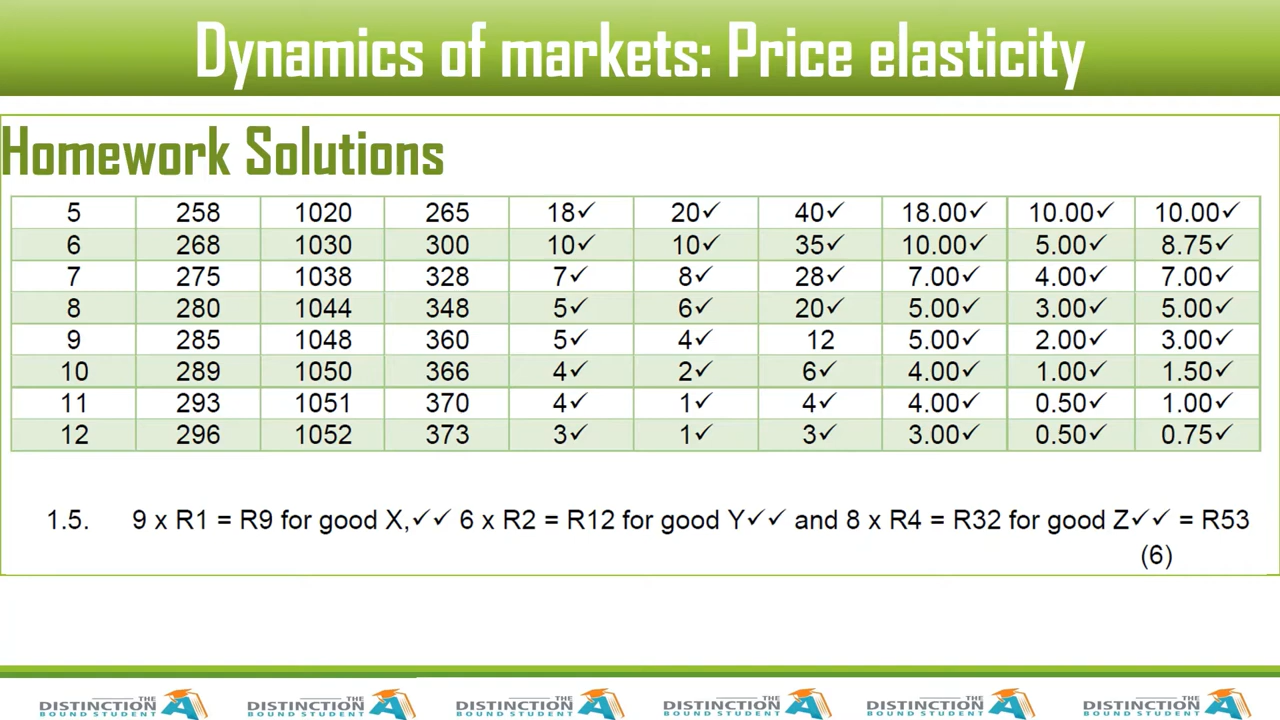 Dynamics of markets: Price elasticity
Homework Solutions
5 258 1020 265 18✓ 20✓ 40✓ 18.00✓ 10.00✓ 10.00✓
6 268 1030 300 10✓ 10✓ 35✓ 10.00✓ 5.00✓ 8.75✓
7 275 1038 328 7✓ 8✓ 28✓ 7.00✓ 4.00✓ 7.00✓
8 280 1044 348 5✓ 6✓ 20✓ 5.00✓ 3.00✓ 5.00✓
9 285 1048 360 5✓ 4✓ 12 5.00✓ 2.00✓ 3.00✓
10 289 1050 366 4✓ 2✓ 6✓ 4.00✓ 1.00✓ 1.50✓
11 293 1051 370 4✓ 1✓ 4✓ 4.00✓ 0.50✓ 1.00✓
12 296 1052 373 3✓ 1✓ 3✓ 3.00✓ 0.50✓ 0.75✓
1.5. 9 x R1 = R9 for good X,✓✓ 6 x R2 = R12 for good Y✓✓ and 8 x R4 = R32 for good Z✓✓ = R53
(6)
THE DISTINCTION BOUND STUDENT
THE DISTINCTION BOUND STUDENT
THE DISTINCTION BOUND STUDENT
THE DISTINCTION BOUND STUDENT
THE DISTINCTION BOUND STUDENT
THE DISTINCTION BOUND STUDENT